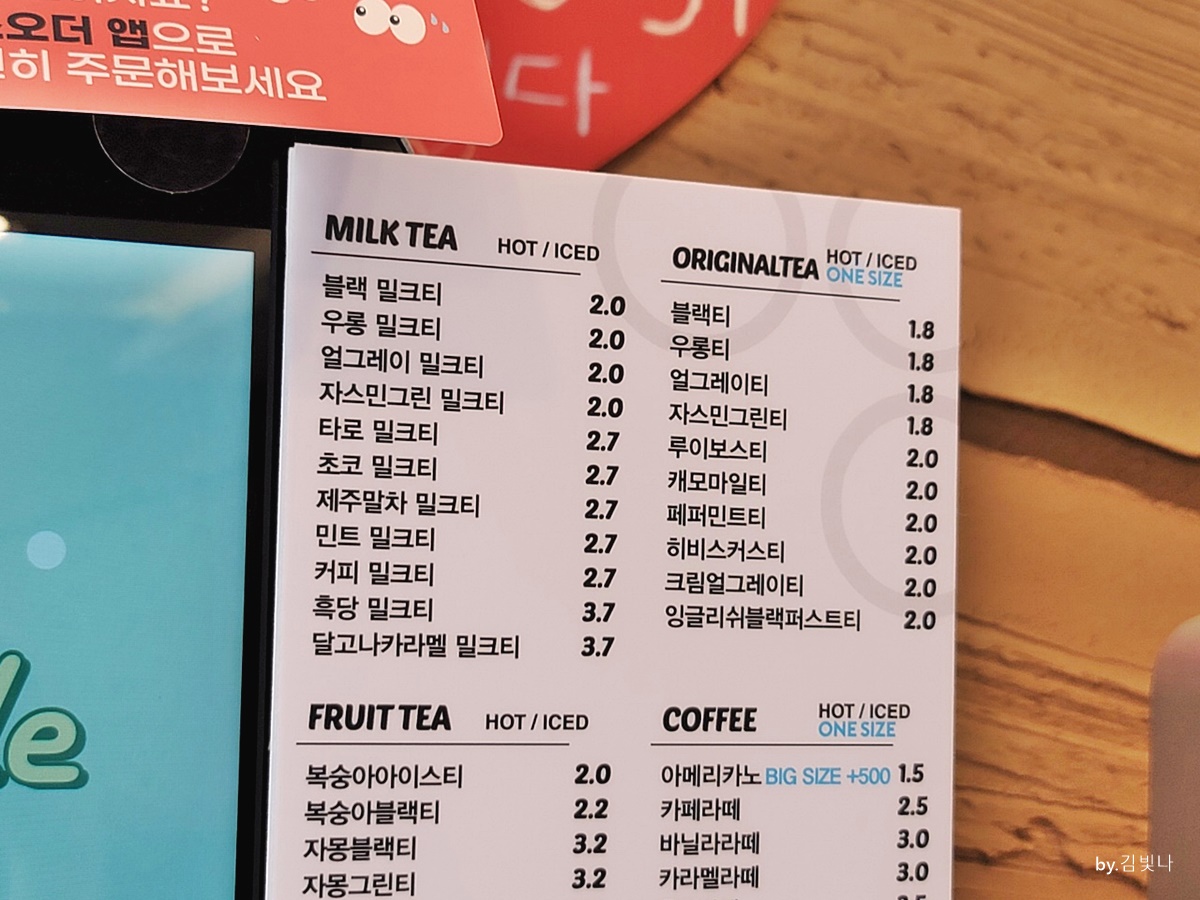 오더 앱으로
히 주문해보세요
다
MILK TEA HOT / ICED
블랙 밀크티 2.0
우롱 밀크티 2.0
얼그레이 밀크티 2.0
자스민그린 밀크티 2.0
타로 밀크티 2.7
초코 밀크티 2.7
제주말차 밀크티 2.7
민트 밀크티 2.7
커피 밀크티 2.7
흑당 밀크티 3.7
달고나카라멜 밀크티 3.7
ORIGINALTEA HOT / ICED
ONE SIZE
블랙티 1.8
우롱티 1.8
얼그레이티 1.8
자스민그린티 1.8
루이보스티 2.0
캐모마일티 2.0
페퍼민트티 2.0
히비스커스티 2.0
크림얼그레이티 2.0
잉글리쉬블랙퍼스트티 2.0
FRUIT TEA HOT / ICED
복숭아아이스티 2.0
복숭아블랙티 2.2
자몽블랙티 3.2
자몽그린티 3.2
COFFEE HOT / ICED
ONE SIZE
아메리카노 BIG SIZE +500 1.5
카페라떼 2.5
바닐라라떼 3.0
카라멜라떼 3.0
by.김빛나